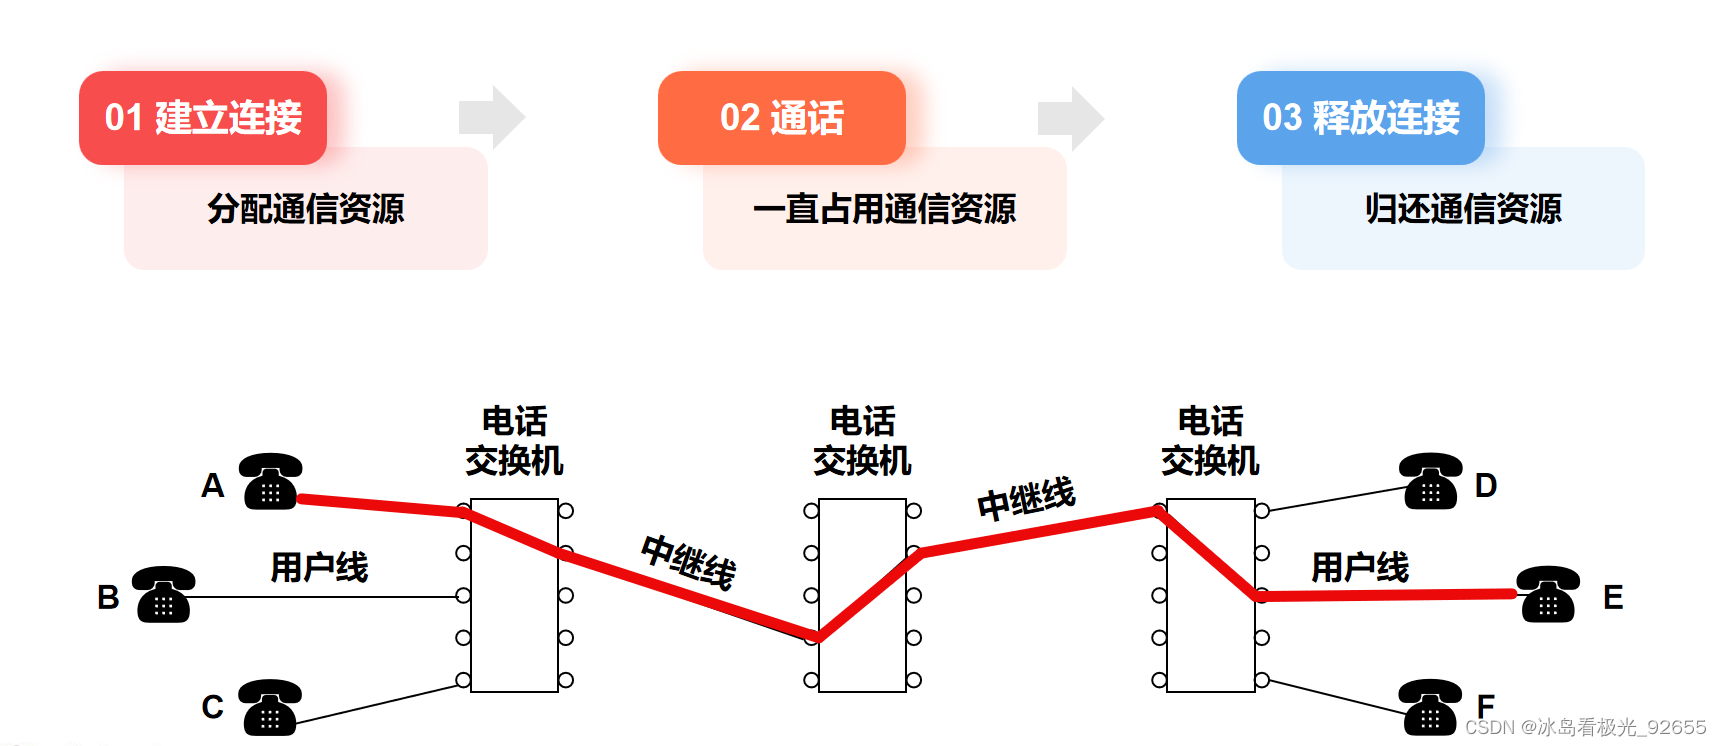 01 建立连接
分配通信资源
02 通话
一直占用通信资源
03 释放连接
归还通信资源
电话
交换机
电话
交换机
电话
交换机
A
B
C
用户线
中继线
中继线
用户线
D
E
F
CSDN @冰岛看极光_92655